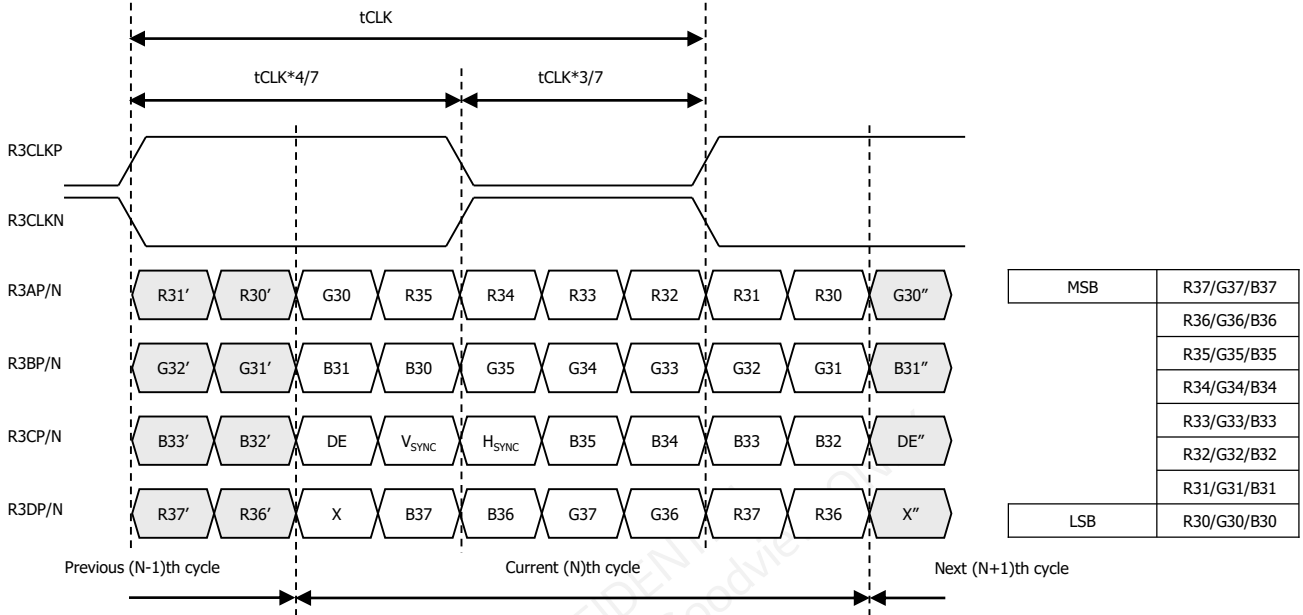 tCLK
tCLK*4/7
tCLK*3/7
R3CLKP
R3CLKN
R3AP/N
R31′ R30′ G30 R35 R34 R33 R32 R31 R30 G30″
R3BP/N
G32′ G31′ B31 B30 G35 G34 G33 G32 G31 B31″
R3CP/N
B33′ B32′ DE VSYNC HSYNC B35 B34 B33 B32 DE″
R3DP/N
R37′ R36′ X B37 B36 G37 G36 R37 R36 X″
Previous (N-1)th cycle
Current (N)th cycle
Next (N+1)th cycle
MSB R37/G37/B37
R36/G36/B36
R35/G35/B35
R34/G34/B34
R33/G33/B33
R32/G32/B32
R31/G31/B31
LSB R30/G30/B30